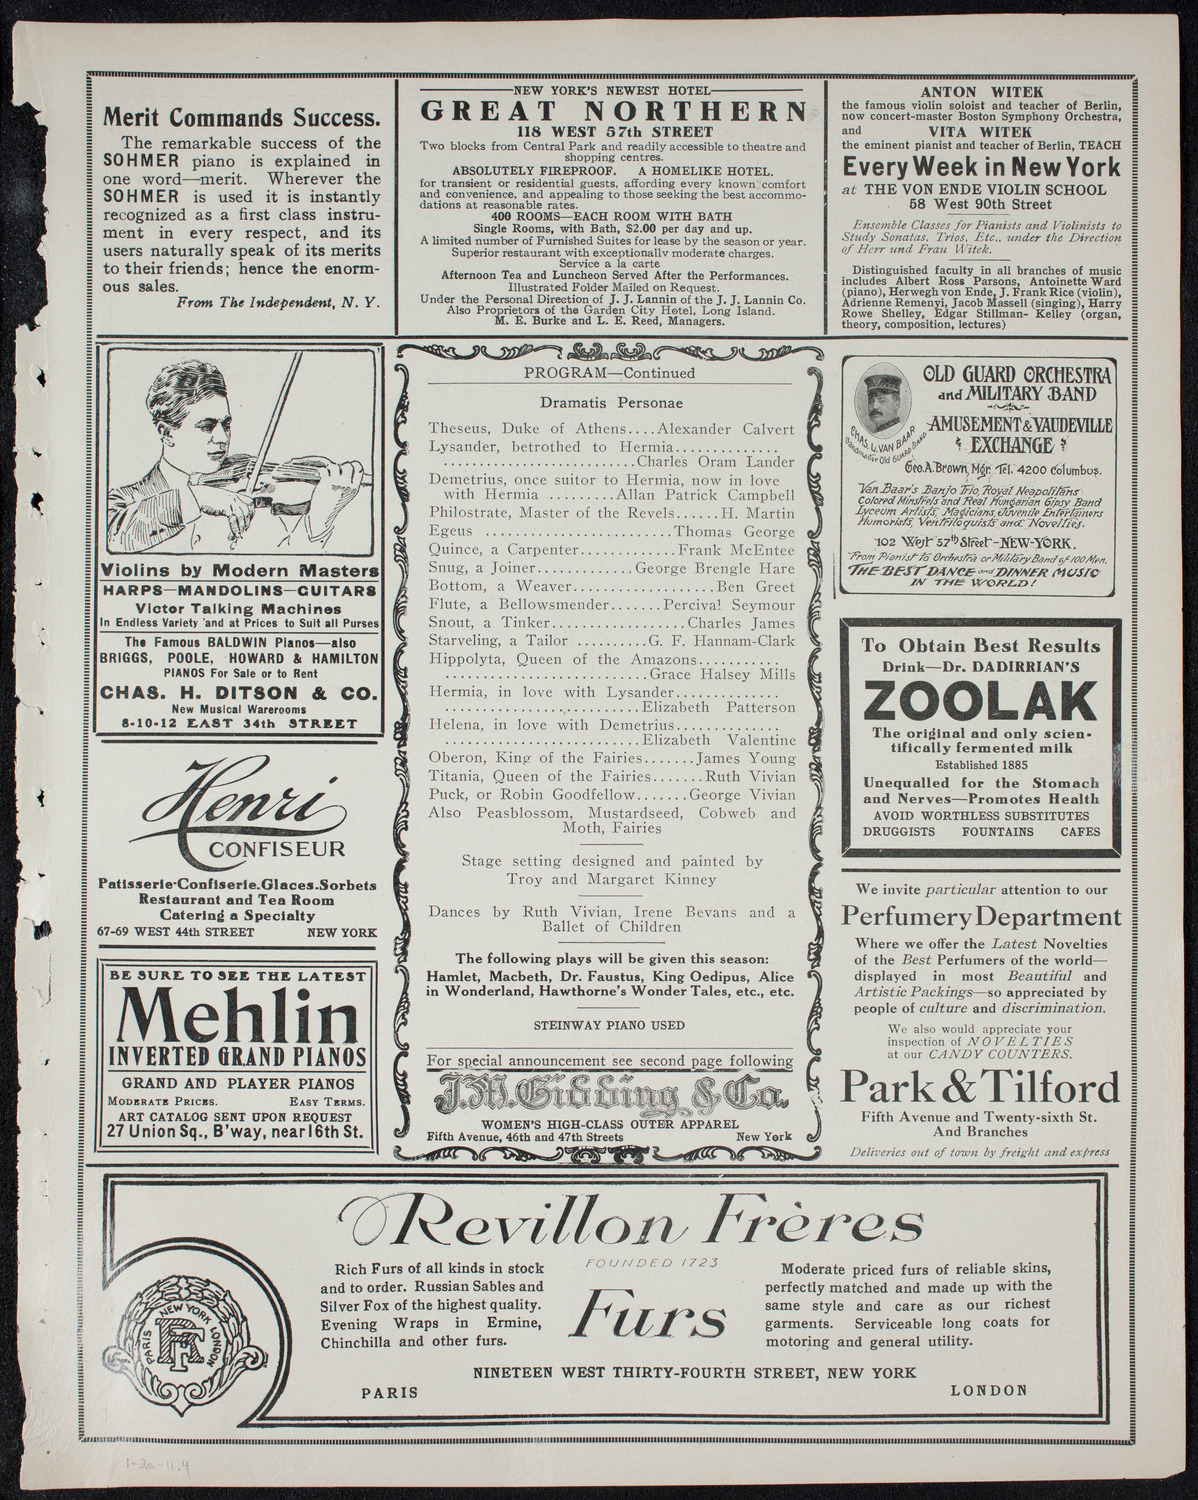 Merit Commands Success.
The remarkable success of the
SOHMER piano is explained in
one word—merit. Wherever the
SOHMER is used it is instantly
recognized as a first class instru-
ment in every respect, and its
users naturally speak of its merits
to their friends; hence the enorm-
ous sales.
From The Independent, N. Y.
NEW YORK'S NEWEST HOTEL
GREAT NORTHERN
118 WEST 57th STREET
Two blocks from Central Park and readily accessible to theatre and
shopping centres.
ABSOLUTELY FIREPROOF. A HOMELIKE HOTEL.
for transient or residential guests, affording every known comfort
and convenience, and appealing to those seeking the best accommo-
dations at reasonable rates.
400 ROOMS—EACH ROOM WITH BATH
Single Rooms, with Bath, $2.00 per day and up.
A limited number of Furnished Suites for lease by the season or year.
Superior restaurant with exceptionally moderate charges.
Service a la carte
Afternoon Tea and Luncheon Served After the Performances.
Illustrated Folder Mailed on Request.
Under the Personal Direction of J. J. Lannin of the J. J. Lannin Co.
Also Proprietors of the Garden City Hotel, Long Island.
M. E. Burke and L. E. Reed, Managers.
ANTON WITEK
the famous violin soloist and teacher of Berlin,
now concert-master Boston Symphony Orchestra,
and VITA WITEK
the eminent pianist and teacher of Berlin, TEACH
Every Week in New York
at THE VON ENDE VIOLIN SCHOOL
58 West 90th Street
Ensemble Classes for Pianists and Violinists to
Study Sonatas, Trios, Etc., under the Direction
of Herr und Frau Witek.
Distinguished faculty in all branches of music
includes Albert Ross Parsons, Antoinette Ward
(piano), Herwegh von Ende, J. Frank Rice (violin),
Adrienne Remenyi, Jacob Massell (singing), Harry
Rowe Shelley, Edgar Stillman- Kelley (organ,
theory, composition, lectures)
Violins by Modern Masters
HARPS—MANDOLINS—GUITARS
Victor Talking Machines
In Endless Variety and at Prices to Suit all Purses
The Famous BALDWIN Pianos—also
BRIGGS, POOLE, HOWARD & HAMILTON
PIANOS For Sale or to Rent
CHAS. H. DITSON & CO.
New Musical Warerooms
8-10-12 EAST 34th STREET
Henri
CONFISEUR
Patisserie-Confiserie.Glaces.Sorbets
Restaurant and Tea Room
Catering a Specialty
67-69 WEST 44th STREET NEW YORK
BE SURE TO SEE THE LATEST
Mehlin
INVERTED GRAND PIANOS
GRAND AND PLAYER PIANOS
MODERATE PRICES. EASY TERMS.
ART CATALOG SENT UPON REQUEST
27 Union Sq., B'way, near 16th St.
PROGRAM—Continued
Dramatis Personae
Theseus, Duke of Athens....Alexander Calvert
Lysander, betrothed to Hermia.............
..........................Charles Oram Lander
Demetrius, once suitor to Hermia, now in love
with Hermia .........Allan Patrick Campbell
Philostrate, Master of the Revels......H. Martin
Egeus .......................Thomas George
Quince, a Carpenter............Frank McEntee
Snug, a Joiner.............George Brengle Hare
Bottom, a Weaver..................Ben Greet
Flute, a Bellowsmender.......Percival Seymour
Snout, a Tinker.................Charles James
Starveling, a Tailor ..........G. F. Hannam-Clark
Hippolyta, Queen of the Amazons...........
...........................Grace Halsey Mills
Hermia, in love with Lysander.............
..........................Elizabeth Patterson
Helena, in love with Demetrius.............
..........................Elizabeth Valentine
Oberon, King of the Fairies.......James Young
Titania, Queen of the Fairies.......Ruth Vivian
Puck, or Robin Goodfellow.......George Vivian
Also Peasblossom, Mustardseed, Cobweb and
Moth, Fairies
Stage setting designed and painted by
Troy and Margaret Kinney
Dances by Ruth Vivian, Irene Bevans and a
Ballet of Children
The following plays will be given this season:
Hamlet, Macbeth, Dr. Faustus, King Oedipus, Alice
in Wonderland, Hawthorne's Wonder Tales, etc., etc.
STEINWAY PIANO USED
For special announcement see second page following
J.M. Gidding & Co.
WOMEN'S HIGH-CLASS OUTER APPAREL
Fifth Avenue, 46th and 47th Streets New York
OLD GUARD ORCHESTRA
and MILITARY BAND
AMUSEMENT & VAUDEVILLE
EXCHANGE
CHAS. L. VAN BAAR
Bandmaster Old Guard Band
Geo. A. Brown, Mgr. Tel. 4200 Columbus.
Van Baar's Banjo Trio, Royal Neapolitans
Colored Minstrels and Real Hungarian Gipsy Band
Lyceum Artists, Magicians, Juvenile Entertainers
Humorists, Ventriloquists and Novelties.
102 West 57th Street-NEW-YORK.
"From Pianist to Orchestra or Military Band of 100 Men.
THE BEST DANCE and DINNER MUSIC
IN THE WORLD!
To Obtain Best Results
Drink—Dr. DADIRRIAN'S
ZOOLAK
The original and only scien-
tifically fermented milk
Established 1885
Unequalled for the Stomach
and Nerves—Promotes Health
AVOID WORTHLESS SUBSTITUTES
DRUGGISTS FOUNTAINS CAFES
We invite particular attention to our
Perfumery Department
Where we offer the Latest Novelties
of the Best Perfumers of the world—
displayed in most Beautiful and
Artistic Packings—so appreciated by
people of culture and discrimination.
We also would appreciate your
inspection of NOVELTIES
at our CANDY COUNTERS.
Park & Tilford
Fifth Avenue and Twenty-sixth St.
And Branches
Deliveries out of town by freight and express
Revillon Frères
FOUNDED 1723
Furs
Rich Furs of all kinds in stock
and to order. Russian Sables and
Silver Fox of the highest quality.
Evening Wraps in Ermine,
Chinchilla and other furs.
Moderate priced furs of reliable skins,
perfectly matched and made up with the
same style and care as our richest
garments. Serviceable long coats for
motoring and general utility.
NINETEEN WEST THIRTY-FOURTH STREET, NEW YORK
PARIS LONDON
PARIS NEW YORK LONDON
RF
1-2a-11.4